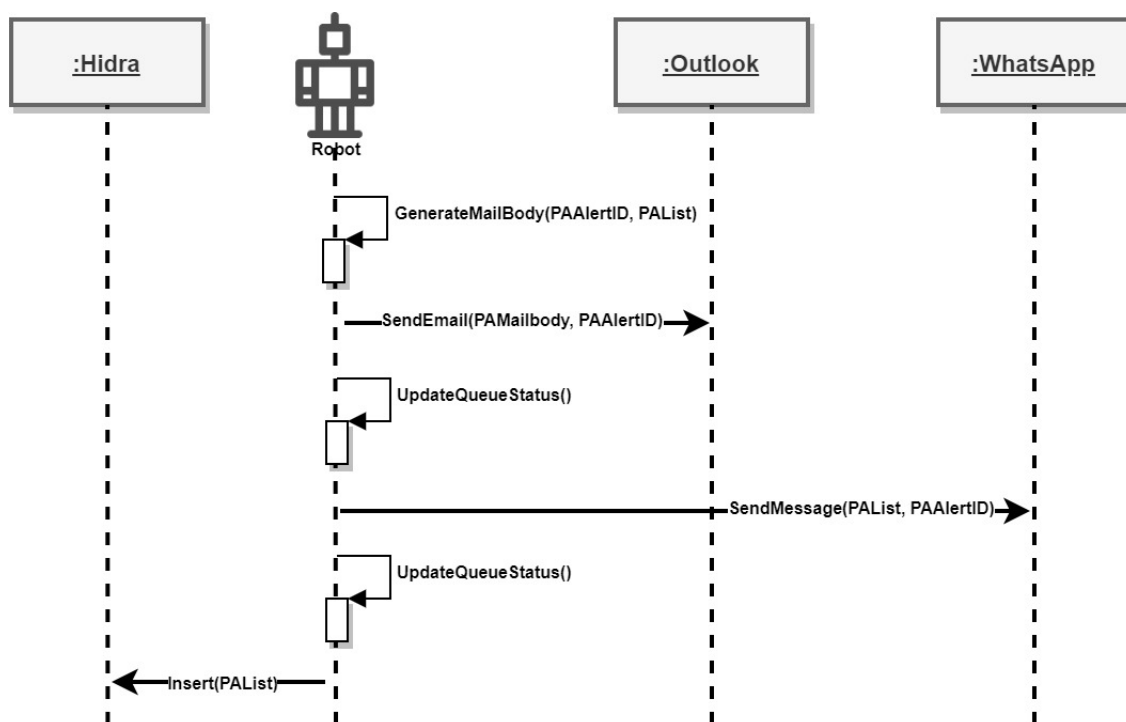 :Hidra
:Outlook
:WhatsApp
Robot
GenerateMailBody(PAAlertID, PAList)
SendEmail(PAMailbody, PAAlertID)
UpdateQueueStatus()
SendMessage(PAList, PAAlertID)
UpdateQueueStatus()
Insert(PAList)